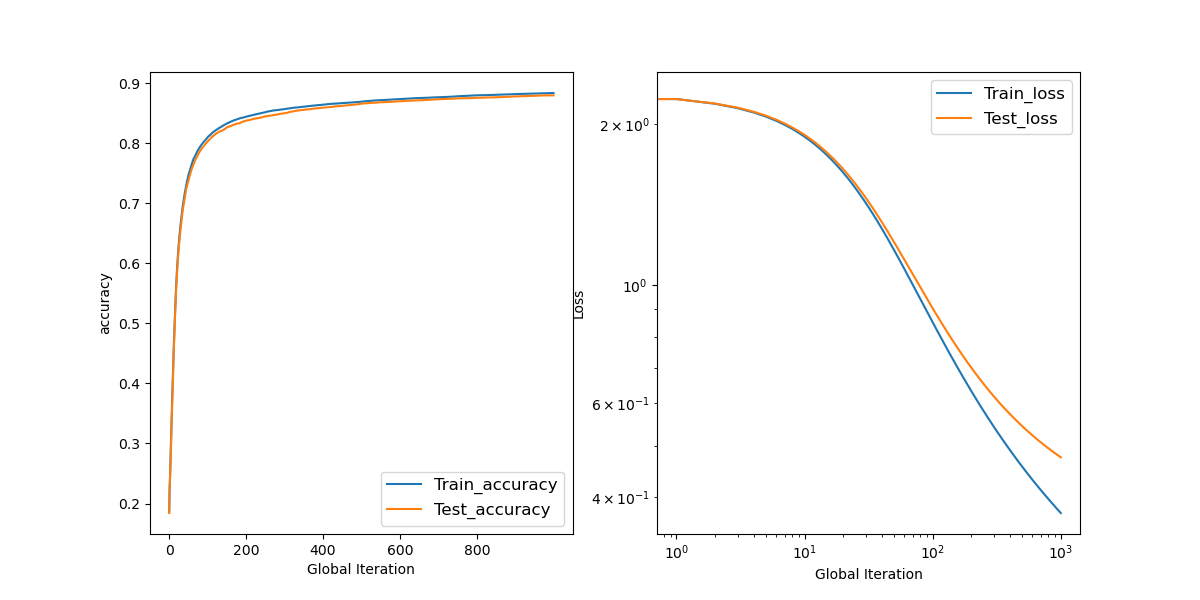 0.9
0.8
0.7
0.6
0.5
0.4
0.3
0.2
accuracy
0 200 400 600 800
Global Iteration
Train_accuracy
Test_accuracy
2 × 10⁰
10⁰
6 × 10⁻¹
4 × 10⁻¹
Loss
10⁰ 10¹ 10² 10³
Global Iteration
Train_loss
Test_loss